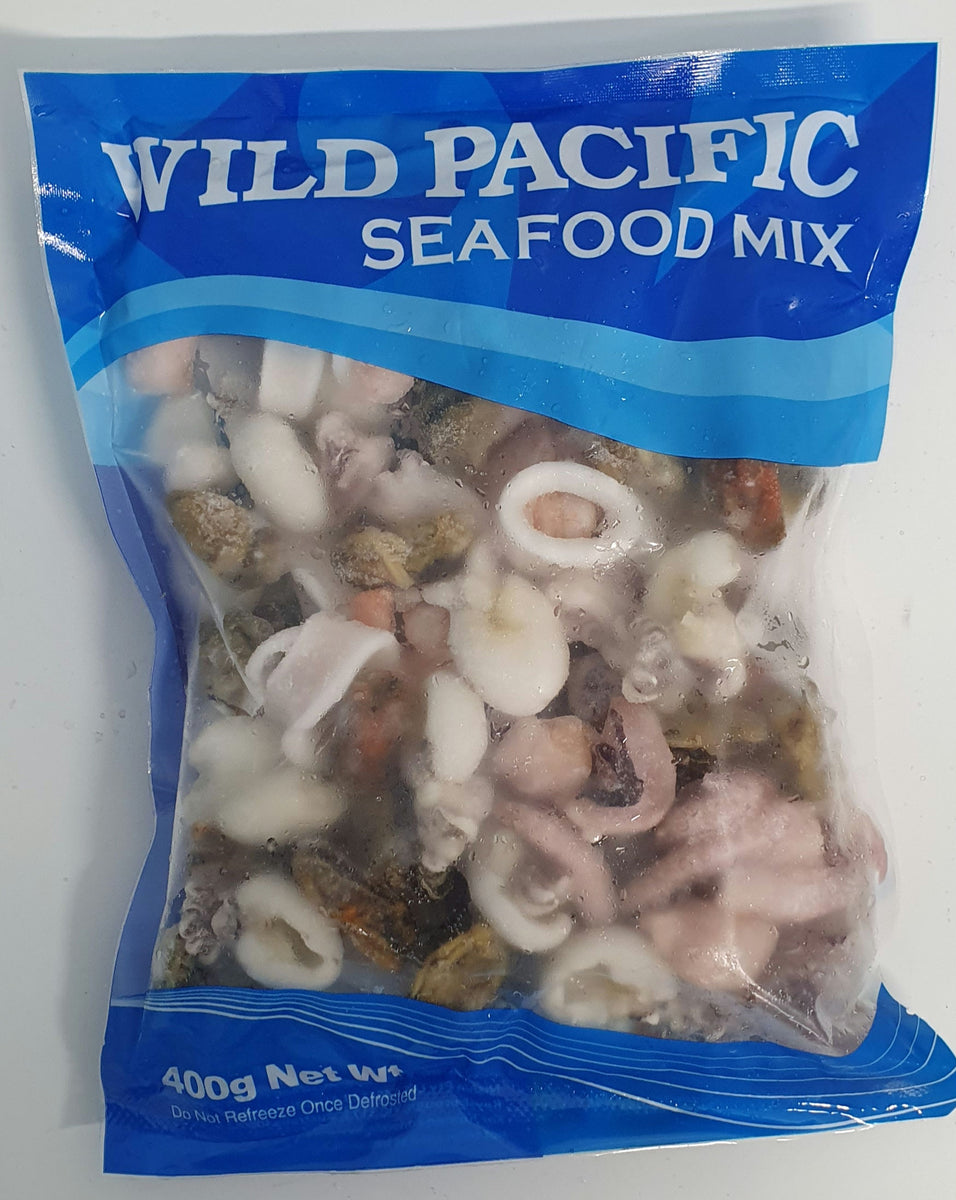 WILD PACIFIC
SEAFOOD MIX
400g Net Wt
Do Not Refreeze Once Defrosted